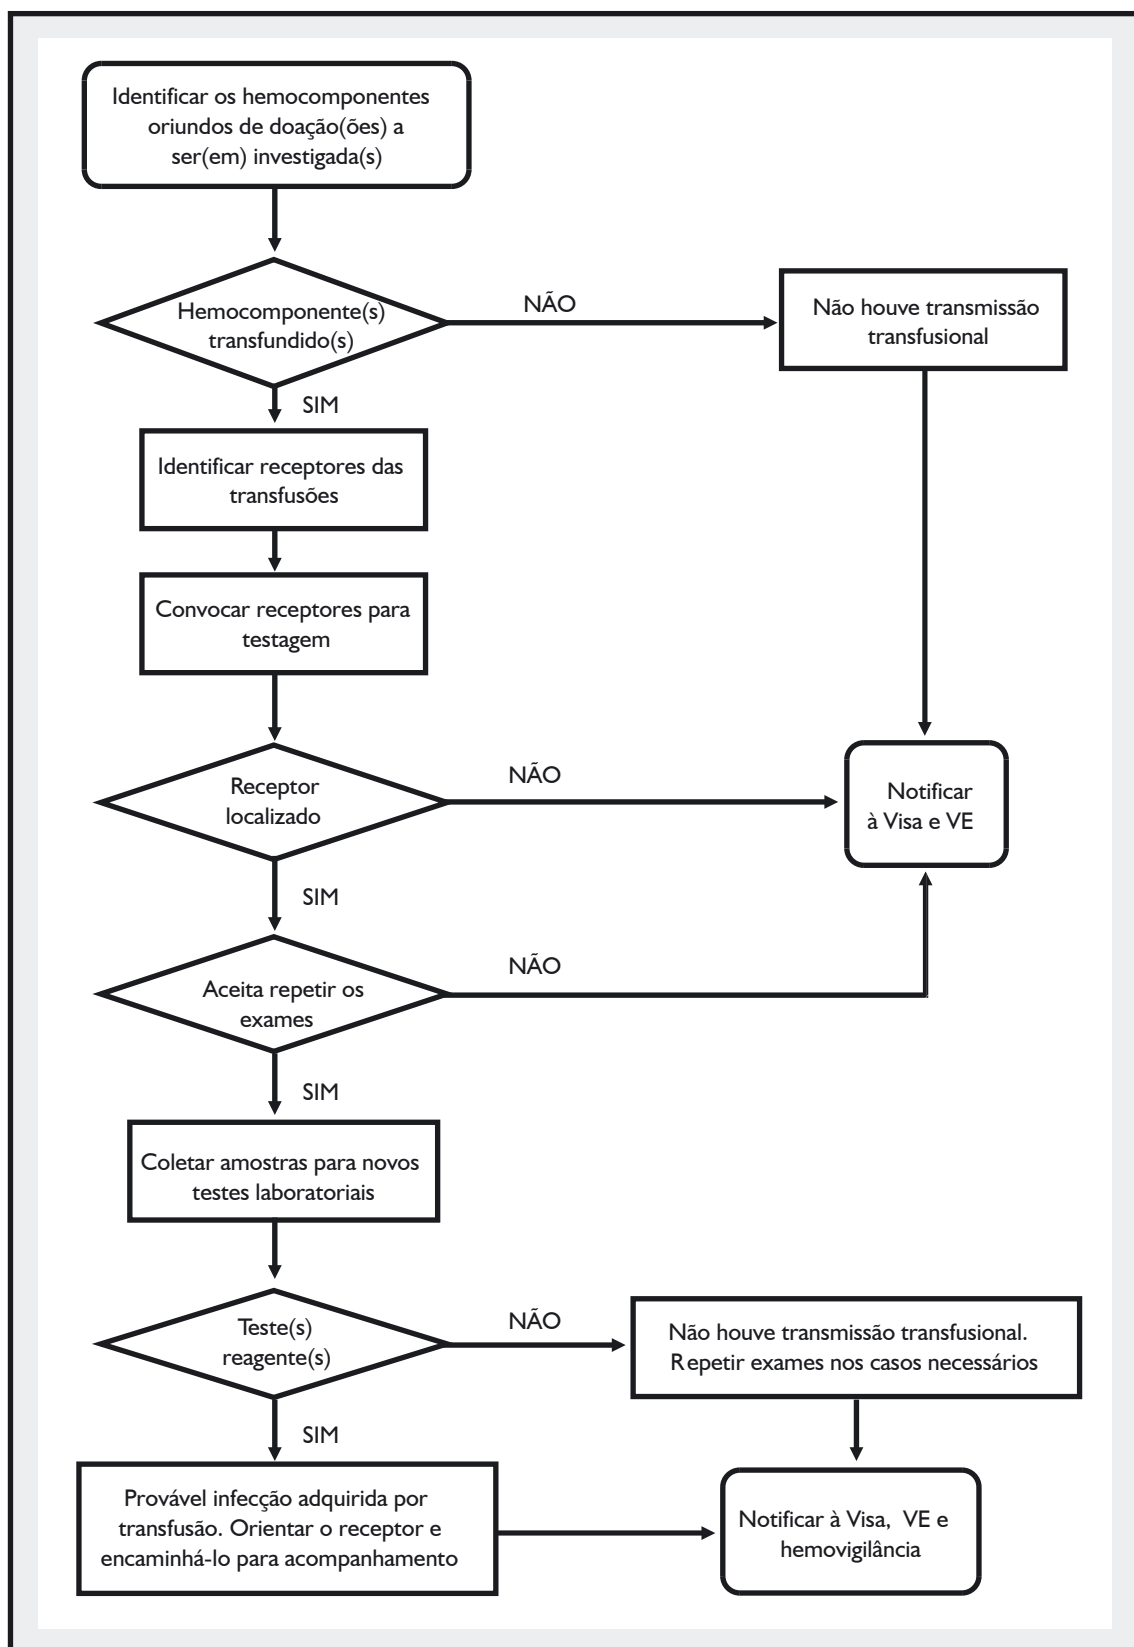 Identificar os hemocomponentes
oriundos de doação(ões) a
ser(em) investigada(s)
Hemocomponente(s)
transfundido(s)
NÃO
Não houve transmissão
transfusional
SIM
Identificar receptores das
transfusões
Convocar receptores para
testagem
Receptor
localizado
NÃO
Notificar
à Visa e VE
SIM
Aceita repetir os
exames
NÃO
SIM
Coletar amostras para novos
testes laboratoriais
Teste(s)
reagente(s)
NÃO
Não houve transmissão transfusional.
Repetir exames nos casos necessários
SIM
Provável infecção adquirida por
transfusão. Orientar o receptor e
encaminhá-lo para acompanhamento
Notificar à Visa, VE e
hemovigilância